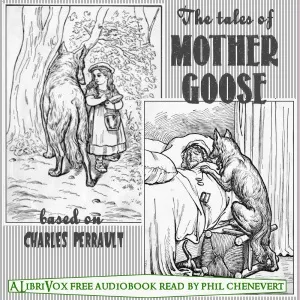 The tales of
MOTHER
GOOSE
based on
CHARLES PERRAULT
A LIBRIVOX FREE AUDIOBOOK READ BY PHIL CHENEVERT